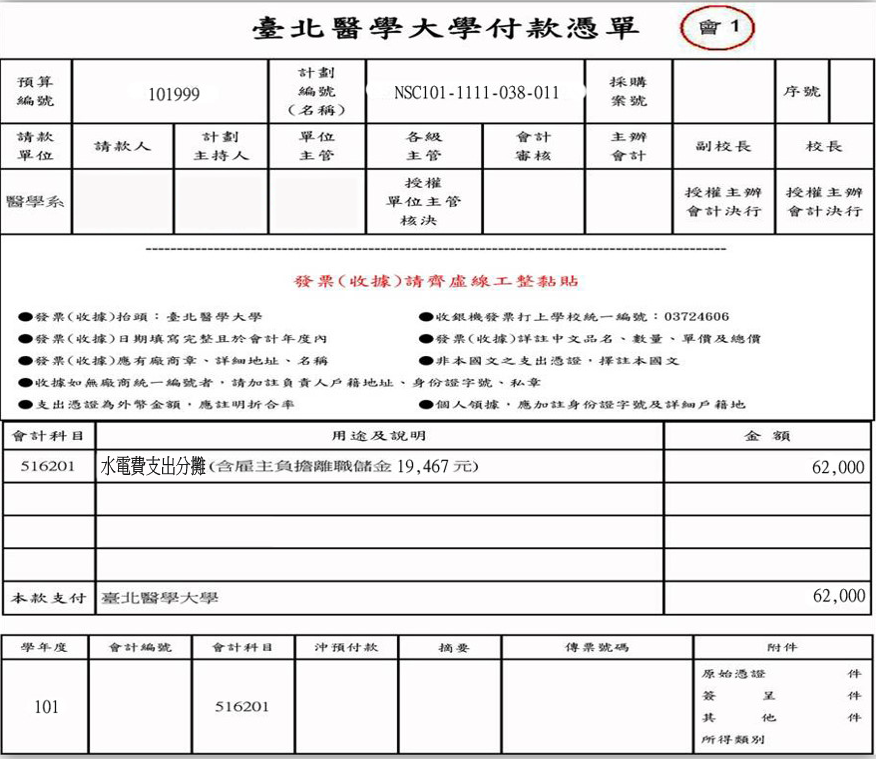 臺北醫學大學付款憑單 會1
預算編號 101999 計劃編號(名稱) NSC101-1111-038-011 採購案號 序號
請款單位 請款人 計劃主持人 單位主管 各級主管 會計審核 主辦會計 副校長 校長
醫學系 授權單位主管核決 授權主辦會計決行 授權主辦會計決行
發票(收據)請齊虛線工整黏貼
●發票(收據)抬頭：臺北醫學大學 ●收銀機發票打上學校統一編號：03724606
●發票(收據)日期填寫完整且於會計年度內 ●發票(收據)詳註中文品名、數量、單價及總價
●發票(收據)應有廠商章、詳細地址、名稱 ●非本國文之支出憑證，擇註本國文
●收據如無廠商統一編號者，請加註負責人戶籍地址、身份證字號、私章
●支出憑證為外幣金額，應註明折合率 ●個人領據，應加註身份證字號及詳細戶籍地
會計科目 用途及說明 金額
516201 水電費支出分攤(含雇主負擔離職儲金19,467元) 62,000
本款支付 臺北醫學大學 62,000
學年度 會計編號 會計科目 沖預付款 摘要 傳票號碼 附件
101 516201 原始憑證 件
簽呈 件
其他 件
所得類別